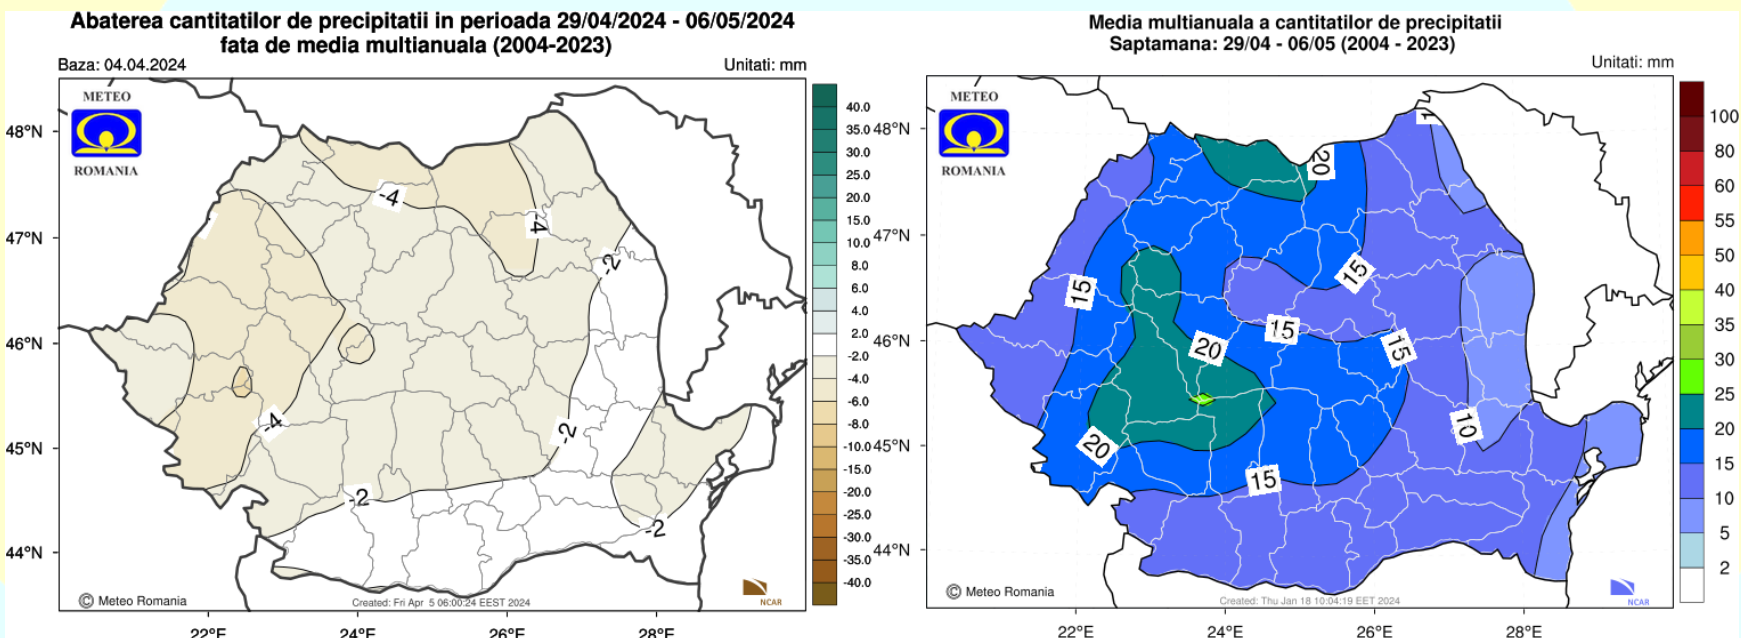 Abaterea cantitatilor de precipitatii in perioada 29/04/2024 - 06/05/2024
fata de media multianuala (2004-2023)
Baza: 04.04.2024
Unitati: mm
METEO
ROMANIA
48°N
47°N
46°N
45°N
44°N
-4
-4
-2
-4
-2
-2
-2
40.0
35.0
30.0
25.0
20.0
15.0
10.0
8.0
6.0
4.0
2.0
-2.0
-4.0
-6.0
-8.0
-10.0
-15.0
-20.0
-25.0
-30.0
-35.0
-40.0
© Meteo Romania
Created: Fri Apr 5 06:00:24 EEST 2024
NCAR
22°E
24°E
26°E
28°E
Media multianuala a cantitatilor de precipitatii
Saptamana: 29/04 - 06/05 (2004 - 2023)
Unitati: mm
METEO
ROMANIA
48°N
47°N
46°N
45°N
44°N
20
15
15
15
20
15
10
20
15
100
80
60
55
50
40
35
30
25
20
15
10
5
2
© Meteo Romania
Created: Thu Jan 18 10:04:19 EET 2024
NCAR
22°E
24°E
26°E
28°E